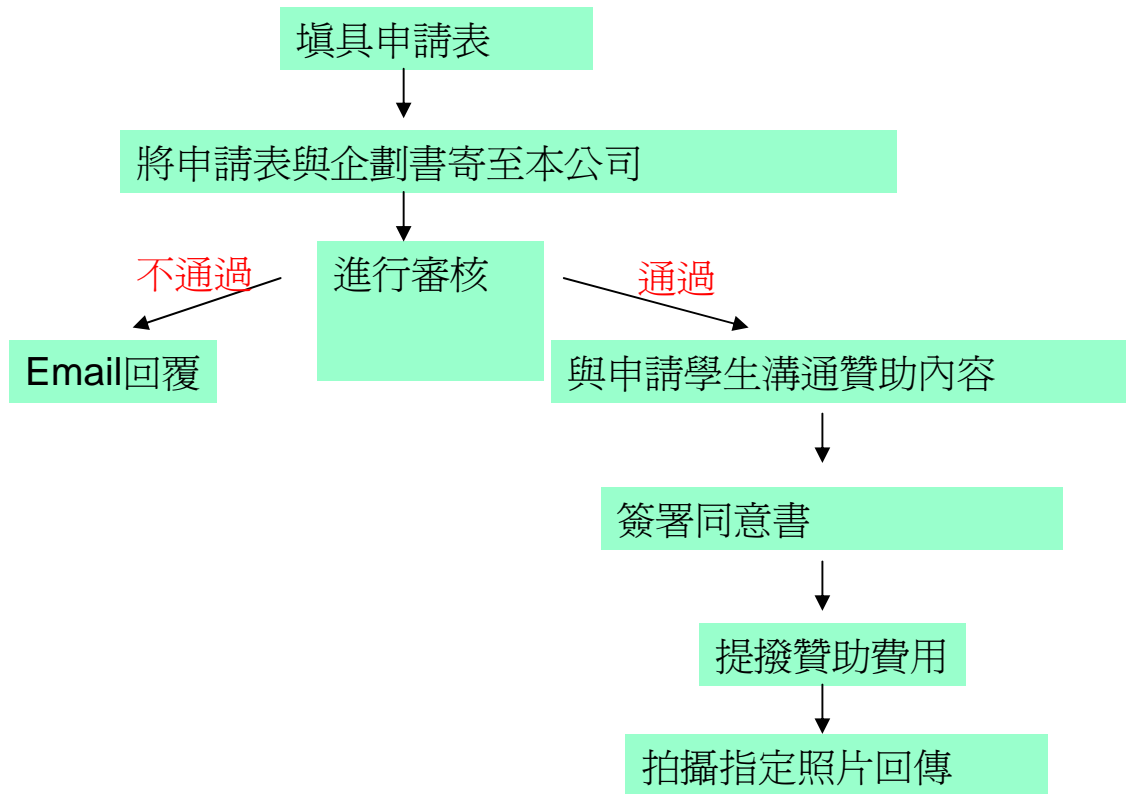 填具申請表
將申請表與企劃書寄至本公司
不通過
進行審核
通過
Email回覆
與申請學生溝通贊助內容
簽署同意書
提撥贊助費用
拍攝指定照片回傳